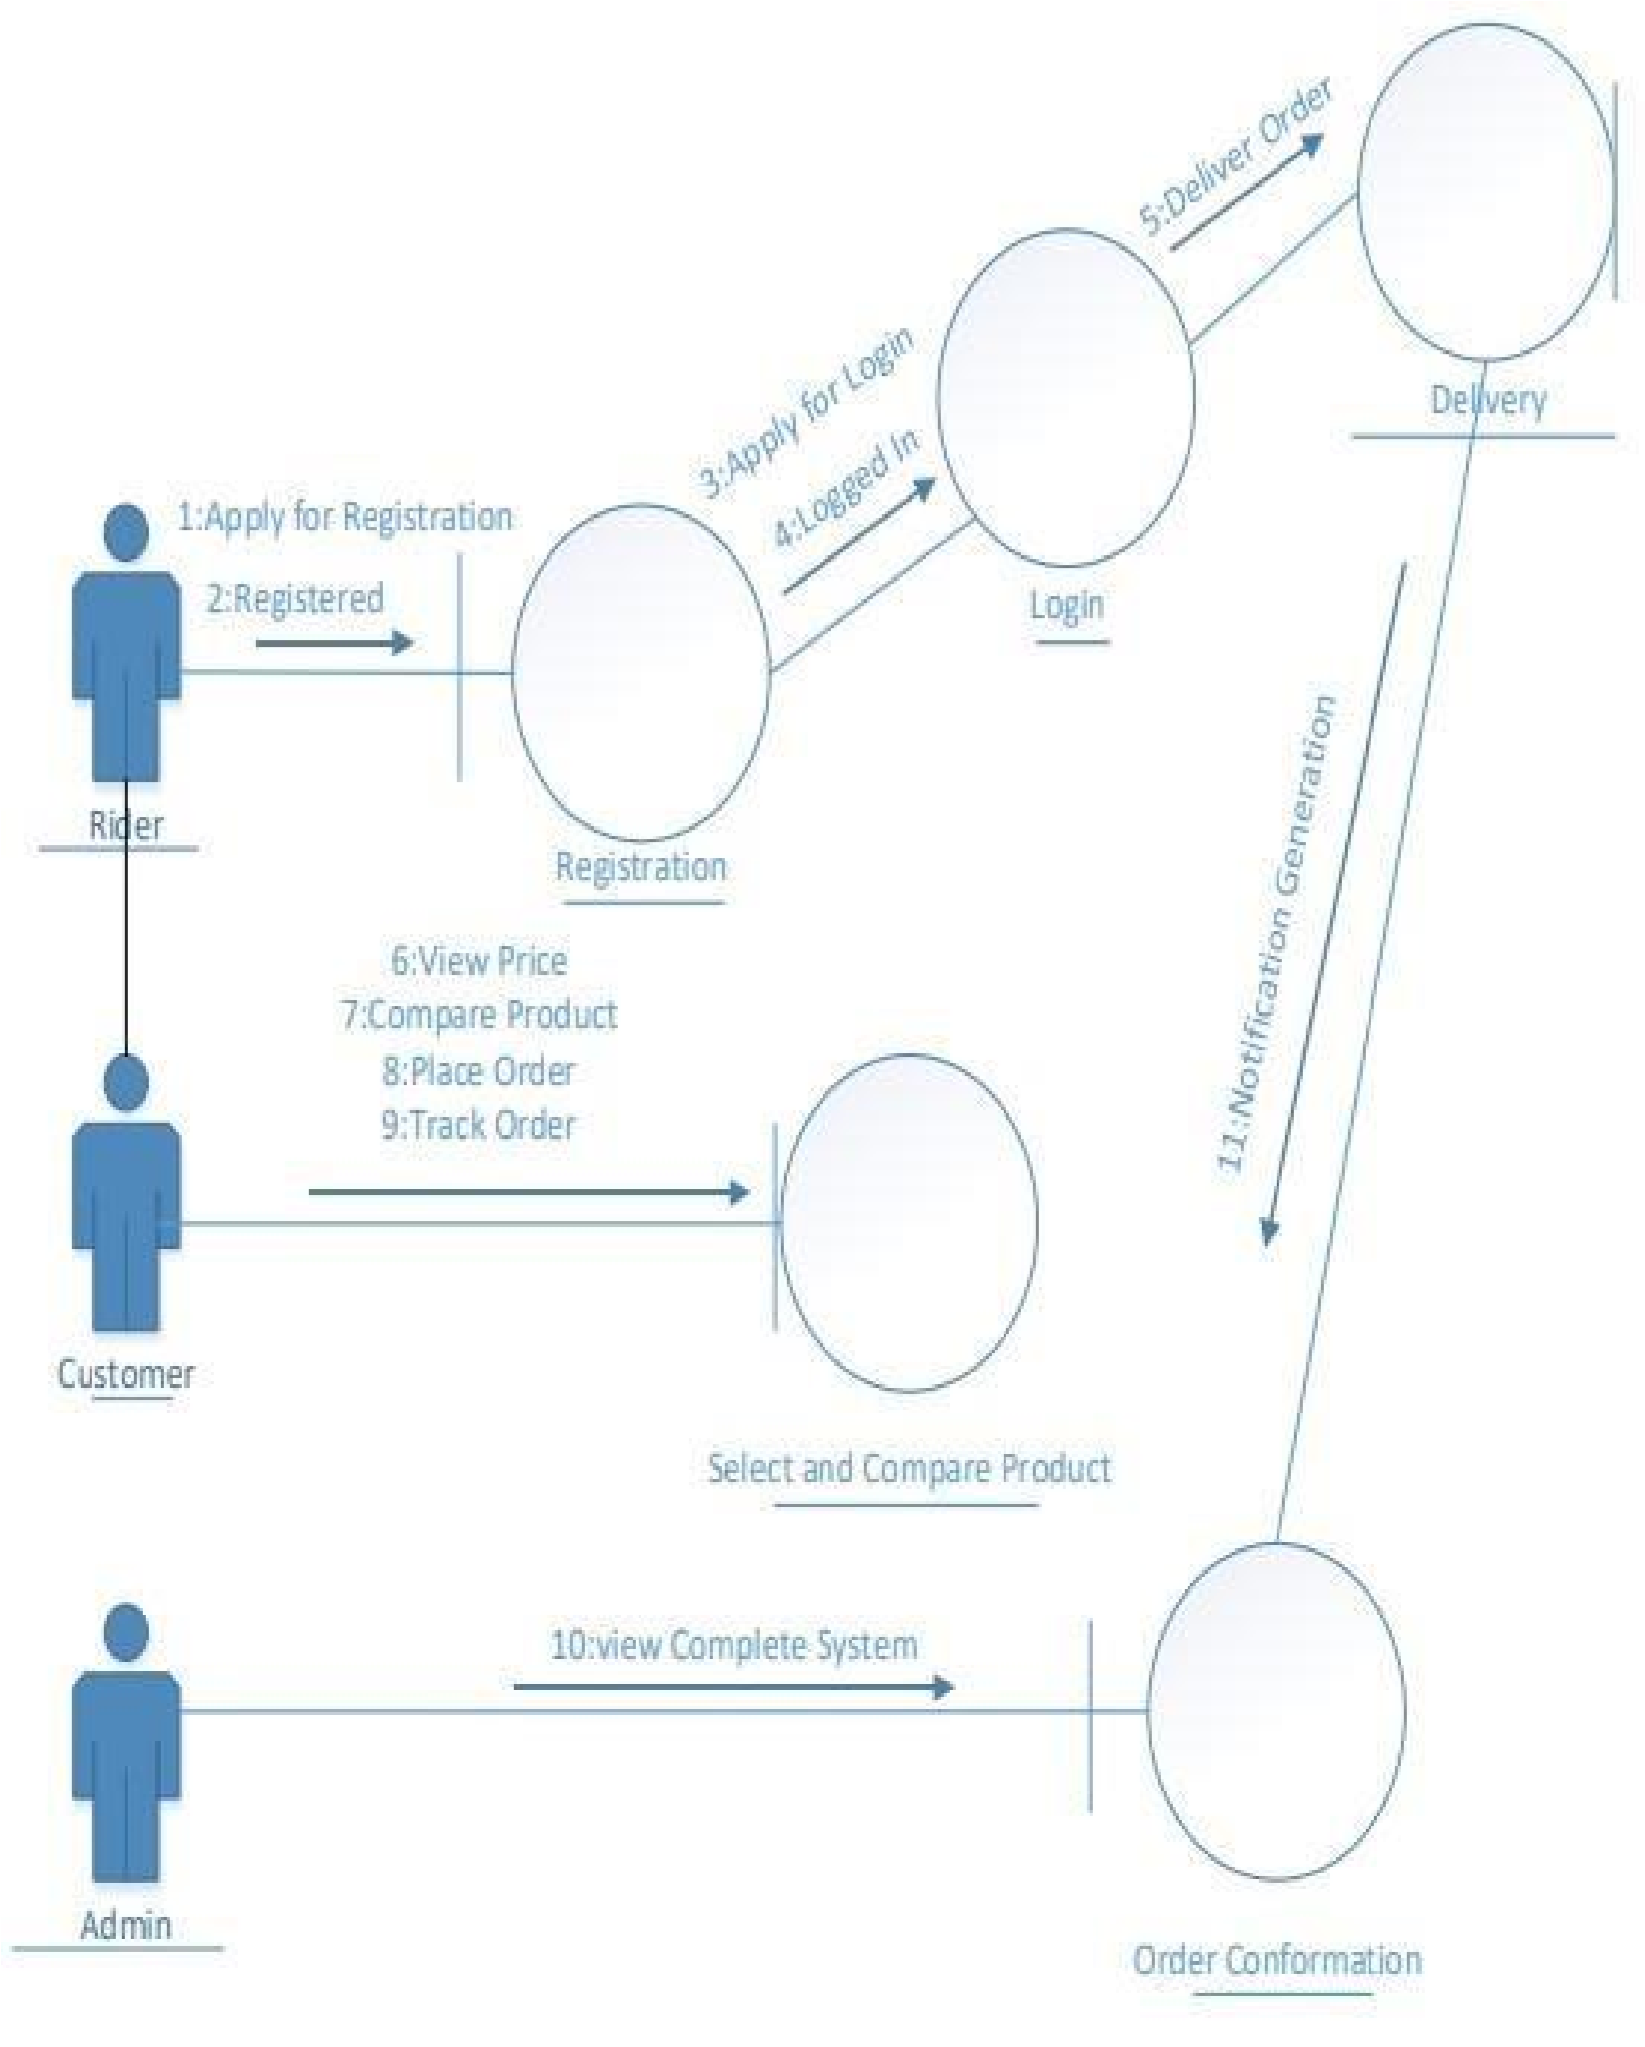 5:Deliver Order
3:Apply for Login
4:Logged In
Delivery
1:Apply for Registration
2:Registered
Login
Rider
Registration
6:View Price
7:Compare Product
8:Place Order
9:Track Order
11:Notification Generation
Customer
Select and Compare Product
10:view Complete System
Admin
Order Conformation